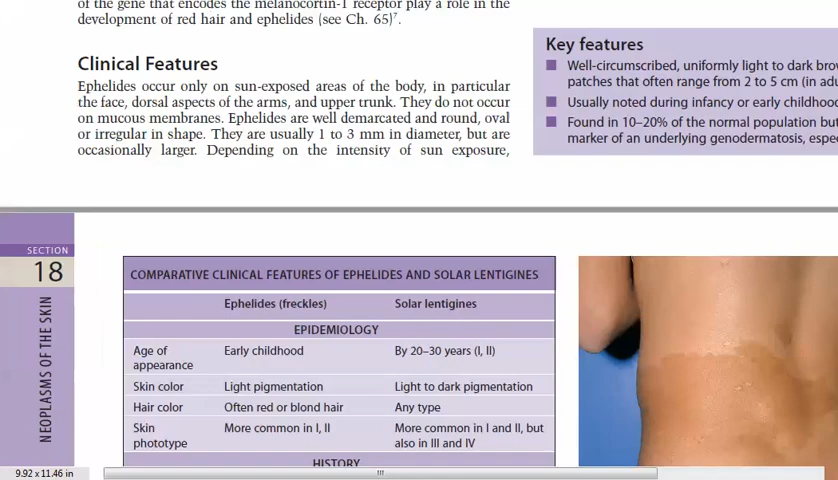 of the gene that encodes the melanocortin-1 receptor play a role in the
development of red hair and ephelides (see Ch. 65)7.
Clinical Features
Ephelides occur only on sun-exposed areas of the body, in particular
the face, dorsal aspects of the arms, and upper trunk. They do not occur
on mucous membranes. Ephelides are well demarcated and round, oval
or irregular in shape. They are usually 1 to 3 mm in diameter, but are
occasionally larger. Depending on the intensity of sun exposure,
Key features
Well-circumscribed, uniformly light to dark
patches that often range from 2 to 5 cm (in
Usually noted during infancy or early
Found in 10–20% of the normal population but
marker of an underlying genodermatosis,
SECTION
18
NEOPLASMS OF THE SKIN
COMPARATIVE CLINICAL FEATURES OF EPHELIDES AND SOLAR LENTIGINES
Ephelides (freckles) Solar lentigines
EPIDEMIOLOGY
Age of appearance Early childhood By 20–30 years (I, II)
Skin color Light pigmentation Light to dark pigmentation
Hair color Often red or blond hair Any type
Skin phototype More common in I, II More common in I and II, but also in III and IV
HISTORY
9.92 x 11.46 in